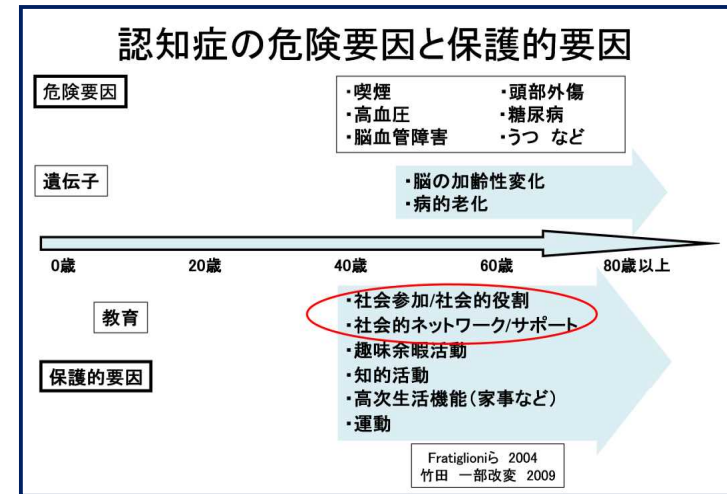 認知症の危険要因と保護的要因
危険要因
・喫煙 ・頭部外傷
・高血圧 ・糖尿病
・脳血管障害 ・うつ など
遺伝子
・脳の加齢性変化
・病的老化
0歳 20歳 40歳 60歳 80歳以上
教育
・社会参加/社会的役割
・社会的ネットワーク/サポート
・趣味余暇活動
保護的要因
・知的活動
・高次生活機能(家事など)
・運動
Fratiglioniら 2004
竹田 一部改変 2009